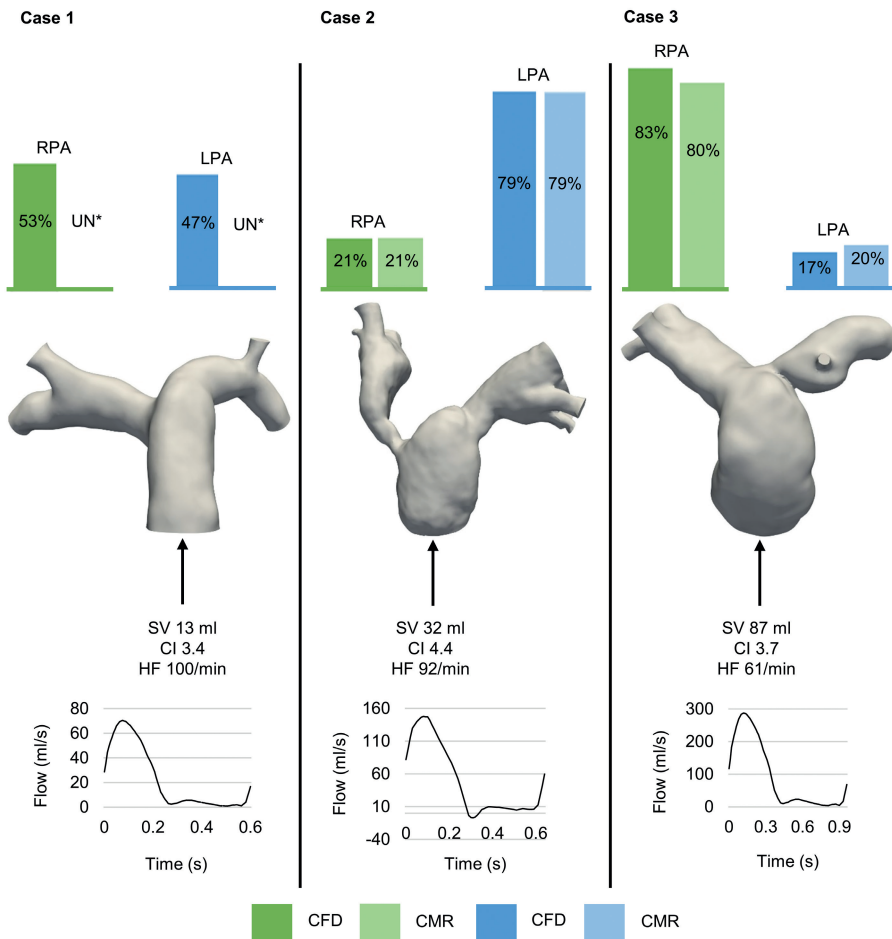 Case 1
RPA
53%
UN*
LPA
47%
UN*
SV 13 ml
CI 3.4
HF 100/min
Flow (ml/s)
80
60
40
20
0
0 0.2 0.4 0.6
Time (s)
Case 2
RPA
21% 21%
LPA
79% 79%
SV 32 ml
CI 4.4
HF 92/min
Flow (ml/s)
160
110
60
10
-40
0 0.2 0.4 0.6
Time (s)
Case 3
RPA
83% 80%
LPA
17% 20%
SV 87 ml
CI 3.7
HF 61/min
Flow (ml/s)
300
200
100
0
0 0.3 0.6 0.9
Time (s)
CFD CMR CFD CMR